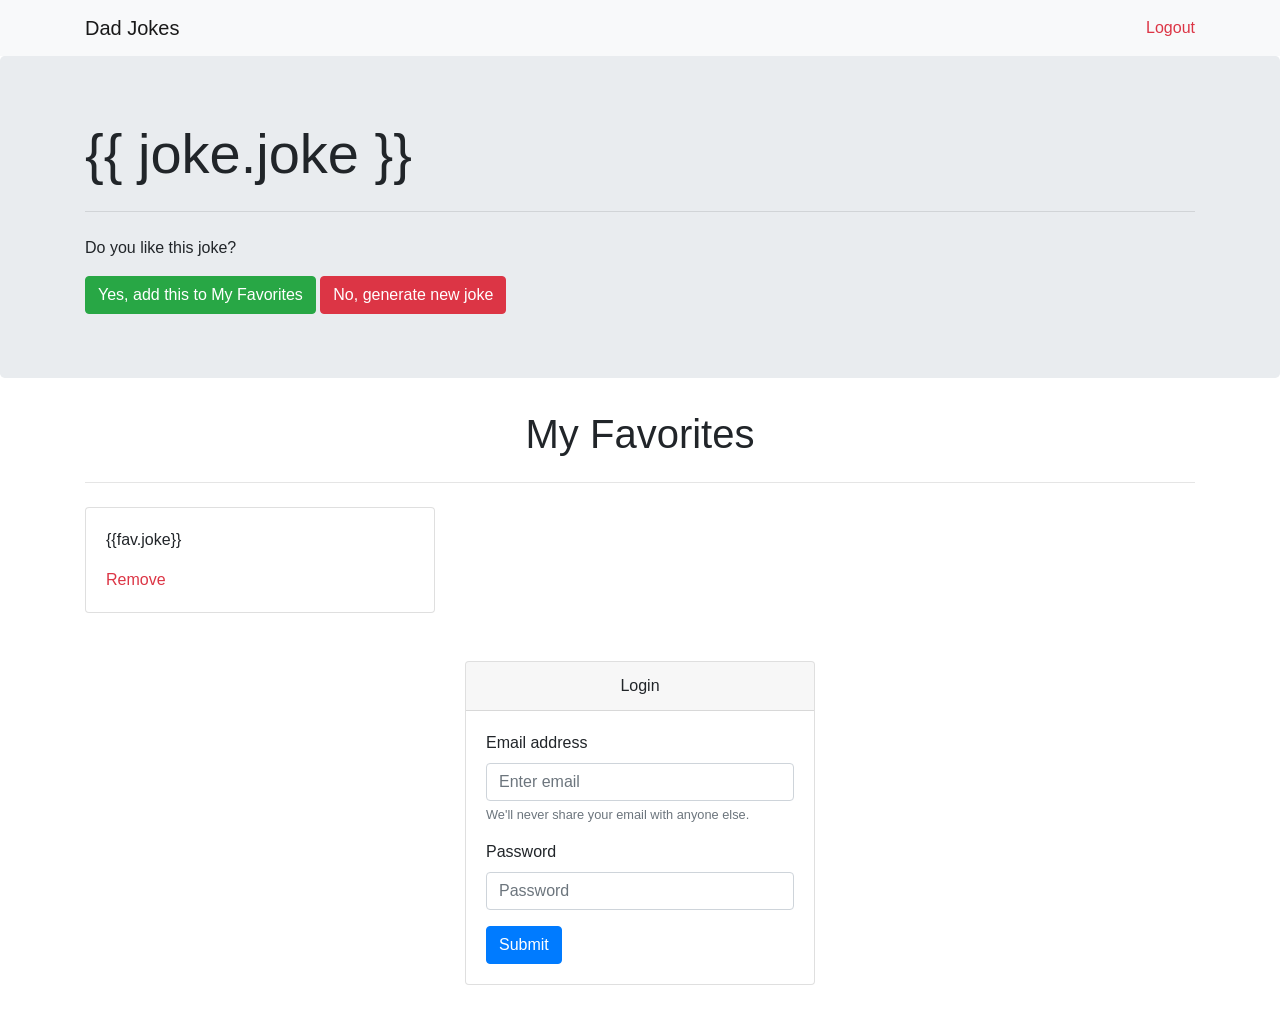 Dad Jokes
Logout
{{ joke.joke }}
Do you like this joke?
Yes, add this to My Favorites
No, generate new joke
My Favorites
{{fav.joke}}
Remove
Login
Email address
Enter email
We'll never share your email with anyone else.
Password
Password
Submit